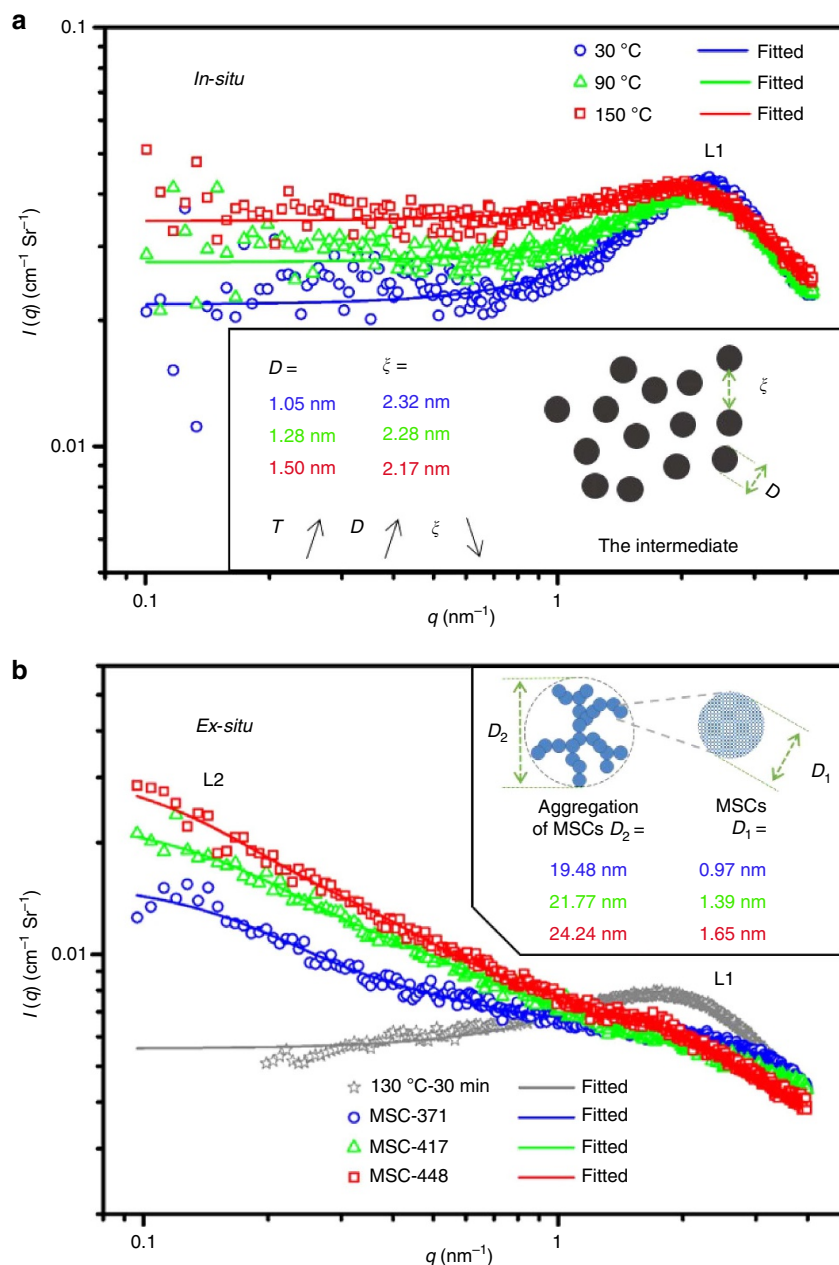 a
0.1
In-situ
30 °C Fitted
90 °C Fitted
150 °C Fitted
L1
I (q) (cm⁻¹ Sr⁻¹)
0.01
D = ξ =
1.05 nm 2.32 nm
1.28 nm 2.28 nm
1.50 nm 2.17 nm
T D ξ
ξ
D
The intermediate
0.1 1
q (nm⁻¹)
b
Ex-situ
L2
D₂
D₁
Aggregation MSCs
of MSCs D₂ = D₁ =
19.48 nm 0.97 nm
21.77 nm 1.39 nm
24.24 nm 1.65 nm
I (q) (cm⁻¹ Sr⁻¹)
0.01
L1
130 °C-30 min Fitted
MSC-371 Fitted
MSC-417 Fitted
MSC-448 Fitted
0.1 1
q (nm⁻¹)